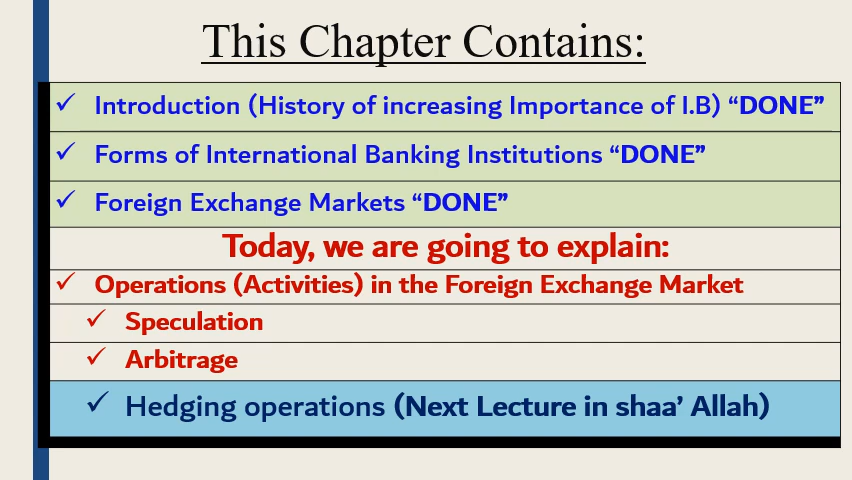 This Chapter Contains:
✓ Introduction (History of increasing Importance of I.B) “DONE”
✓ Forms of International Banking Institutions “DONE”
✓ Foreign Exchange Markets “DONE”
Today, we are going to explain:
✓ Operations (Activities) in the Foreign Exchange Market
✓ Speculation
✓ Arbitrage
✓ Hedging operations (Next Lecture in shaa’ Allah)